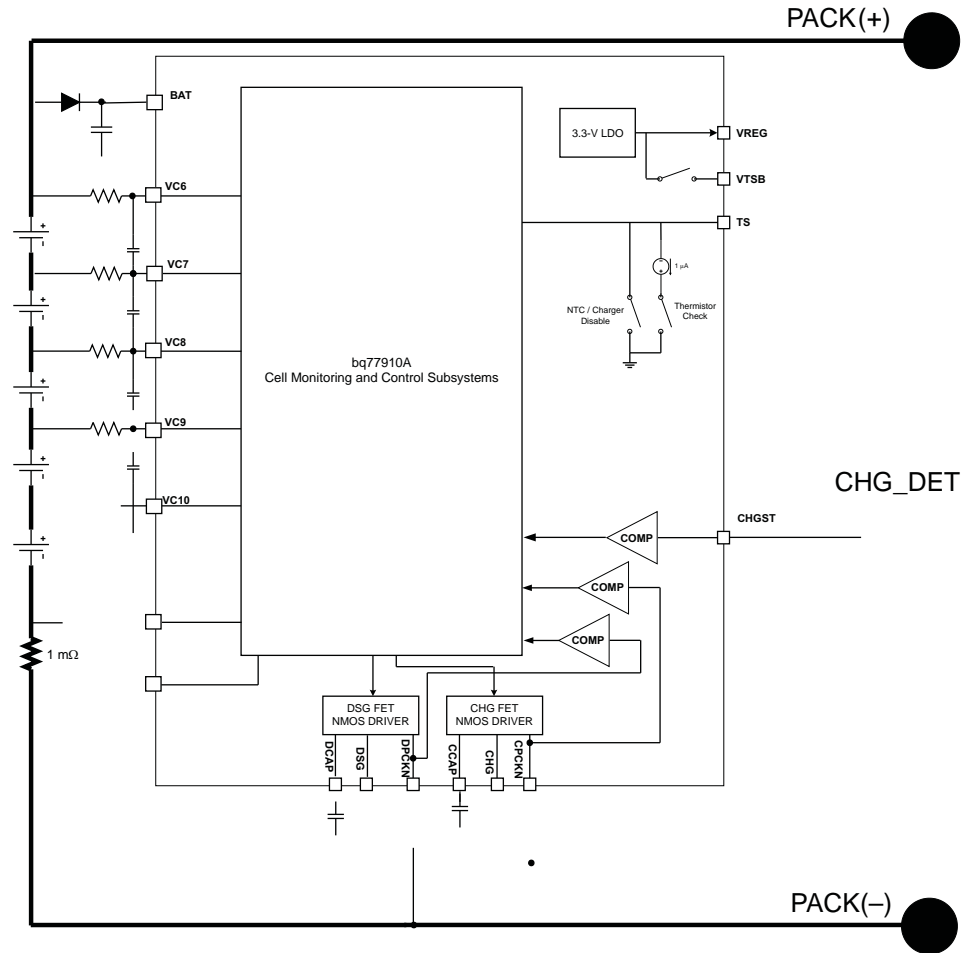 PACK(+)
BAT
3.3-V LDO
VREG
VTSB
VC6
TS
VC7
1 µA
NTC / Charger
Disable
Thermistor
Check
VC8
bq77910A
Cell Monitoring and Control Subsystems
VC9
CHG_DET
VC10
CHGST
COMP
COMP
COMP
1 mΩ
DSG FET
NMOS DRIVER
CHG FET
NMOS DRIVER
DCAP
DSG
DPCKN
CCAP
CHG
CPCKN
PACK(–)